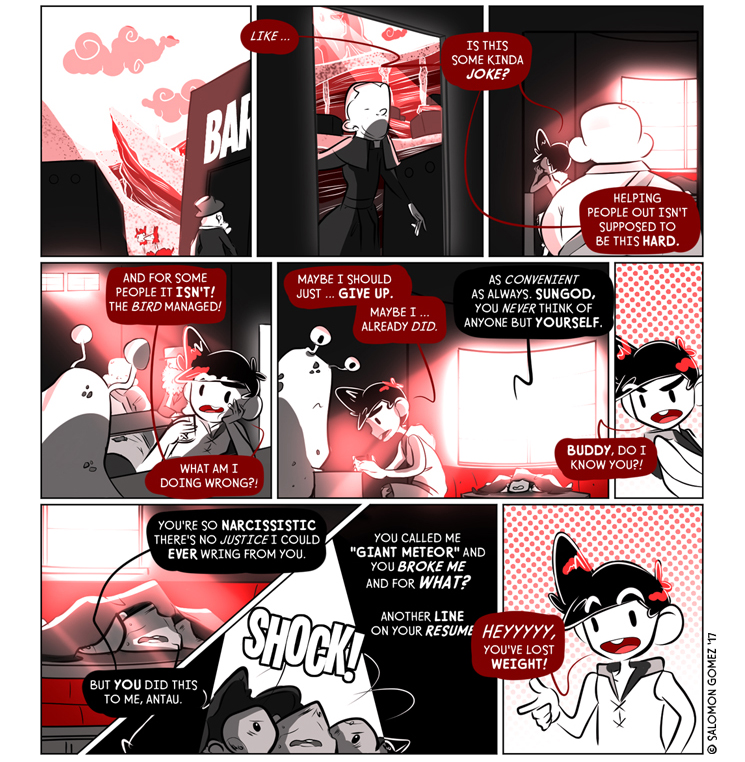 BAR
LIKE ...
IS THIS
SOME KINDA
JOKE?
HELPING
PEOPLE OUT ISN'T
SUPPOSED TO
BE THIS HARD.
AND FOR SOME
PEOPLE IT ISN'T!
THE BIRD MANAGED!
WHAT AM I
DOING WRONG?!
MAYBE I SHOULD
JUST ... GIVE UP.
MAYBE I ...
ALREADY DID.
AS CONVENIENT
AS ALWAYS. SUNGOD,
YOU NEVER THINK OF
ANYONE BUT YOURSELF.
BUDDY, DO I
KNOW YOU?!
YOU'RE SO NARCISSISTIC
THERE'S NO JUSTICE I COULD
EVER WRING FROM YOU.
BUT YOU DID THIS
TO ME, ANTAU.
YOU CALLED ME
"GIANT METEOR" AND
YOU BROKE ME
AND FOR WHAT?
ANOTHER LINE
ON YOUR RESUME
SHOCK!
HEYYYYY,
YOU'VE LOST
WEIGHT!
© SALOMON GOMEZ '17